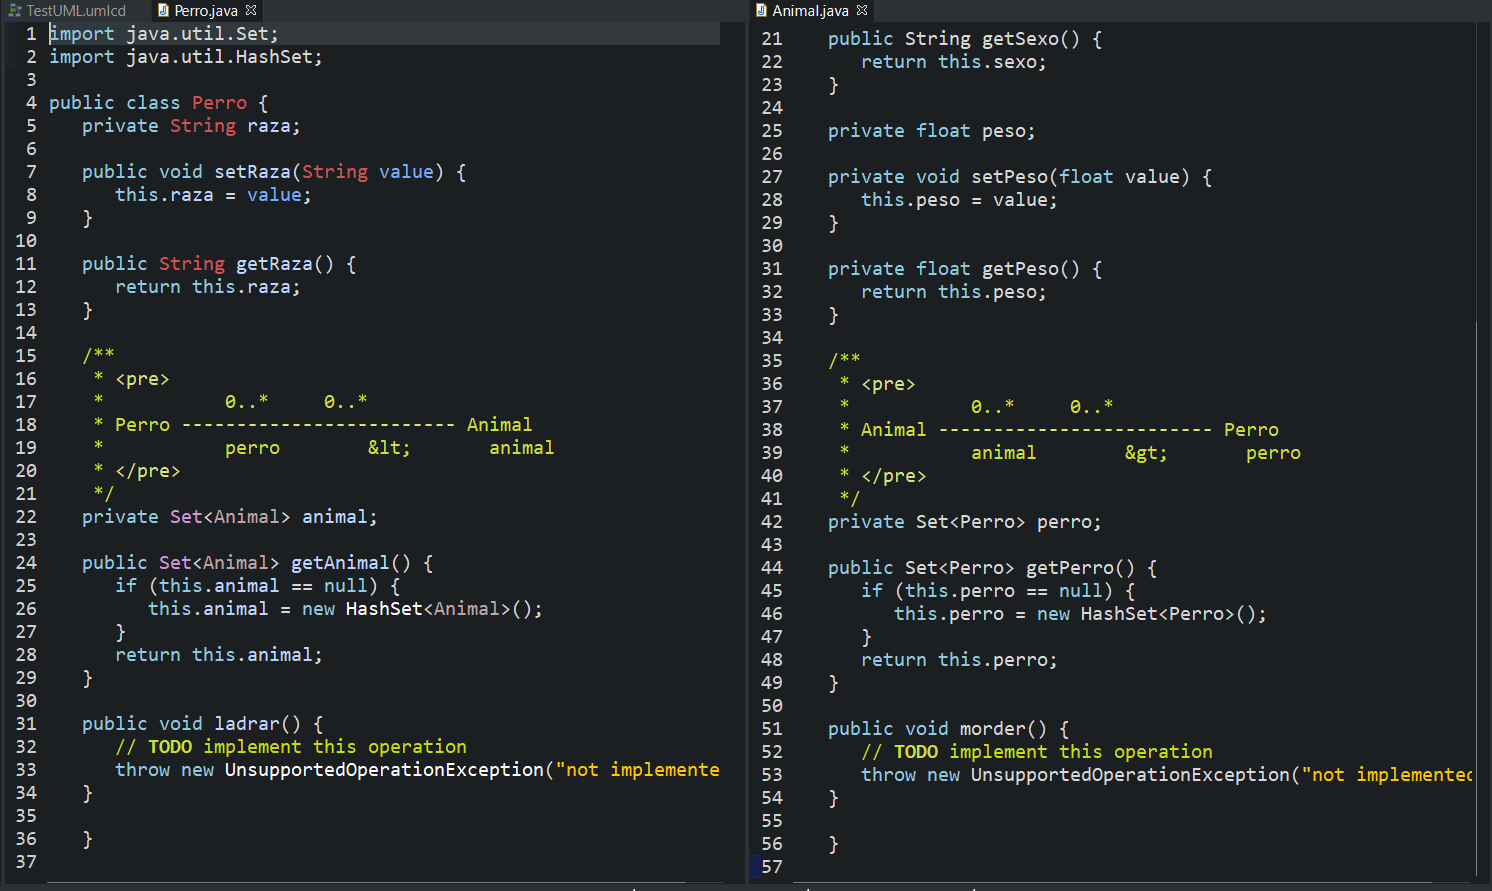 TestUML.umlcd
Perro.java
1 import java.util.Set;
2 import java.util.HashSet;
3
4 public class Perro {
5 private String raza;
6
7 public void setRaza(String value) {
8 this.raza = value;
9 }
10
11 public String getRaza() {
12 return this.raza;
13 }
14
15 /**
16 * <pre>
17 * 0..* 0..*
18 * Perro ------------------------- Animal
19 * perro &lt; animal
20 * </pre>
21 */
22 private Set<Animal> animal;
23
24 public Set<Animal> getAnimal() {
25 if (this.animal == null) {
26 this.animal = new HashSet<Animal>();
27 }
28 return this.animal;
29 }
30
31 public void ladrar() {
32 // TODO implement this operation
33 throw new UnsupportedOperationException("not implemente
34 }
35
36 }
37
Animal.java
21 public String getSexo() {
22 return this.sexo;
23 }
24
25 private float peso;
26
27 private void setPeso(float value) {
28 this.peso = value;
29 }
30
31 private float getPeso() {
32 return this.peso;
33 }
34
35 /**
36 * <pre>
37 * 0..* 0..*
38 * Animal ------------------------- Perro
39 * animal &gt; perro
40 * </pre>
41 */
42 private Set<Perro> perro;
43
44 public Set<Perro> getPerro() {
45 if (this.perro == null) {
46 this.perro = new HashSet<Perro>();
47 }
48 return this.perro;
49 }
50
51 public void morder() {
52 // TODO implement this operation
53 throw new UnsupportedOperationException("not implemented
54 }
55
56 }
57